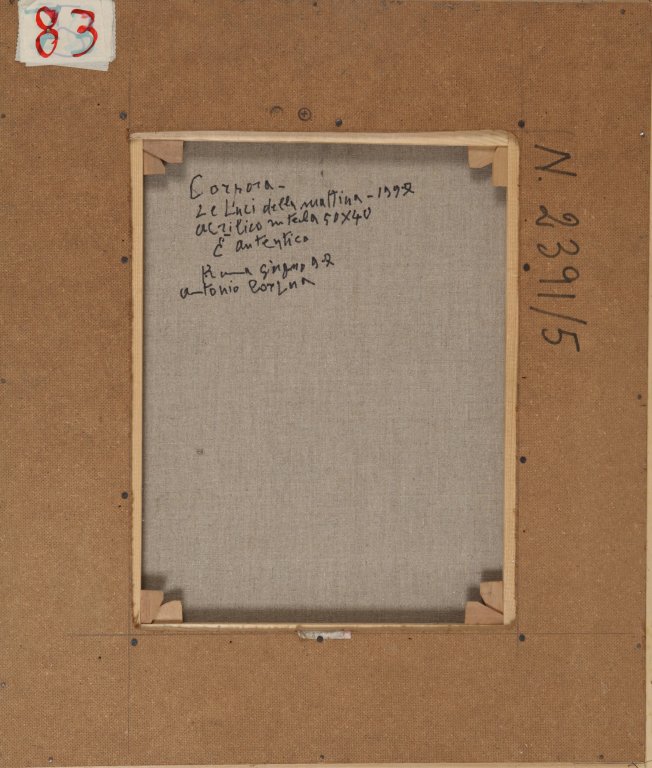 83
Corpora-
Le luci della mattina - 1992
acrilico su tela 50x40
È autentico
Roma giugno 92
antonio Corpora
N. 2391/5